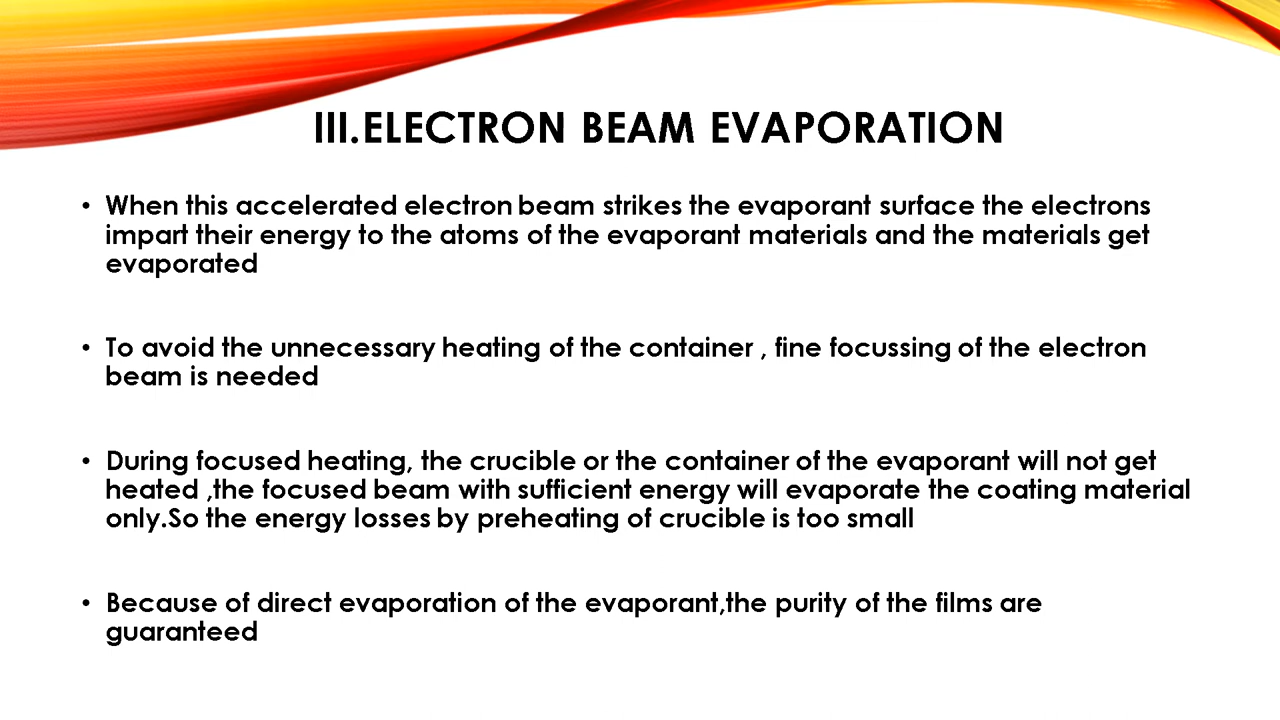 III.ELECTRON BEAM EVAPORATION
• When this accelerated electron beam strikes the evaporant surface the electrons
impart their energy to the atoms of the evaporant materials and the materials get
evaporated
• To avoid the unnecessary heating of the container , fine focussing of the electron
beam is needed
• During focused heating, the crucible or the container of the evaporant will not get
heated ,the focused beam with sufficient energy will evaporate the coating material
only.So the energy losses by preheating of crucible is too small
• Because of direct evaporation of the evaporant,the purity of the films are
guaranteed